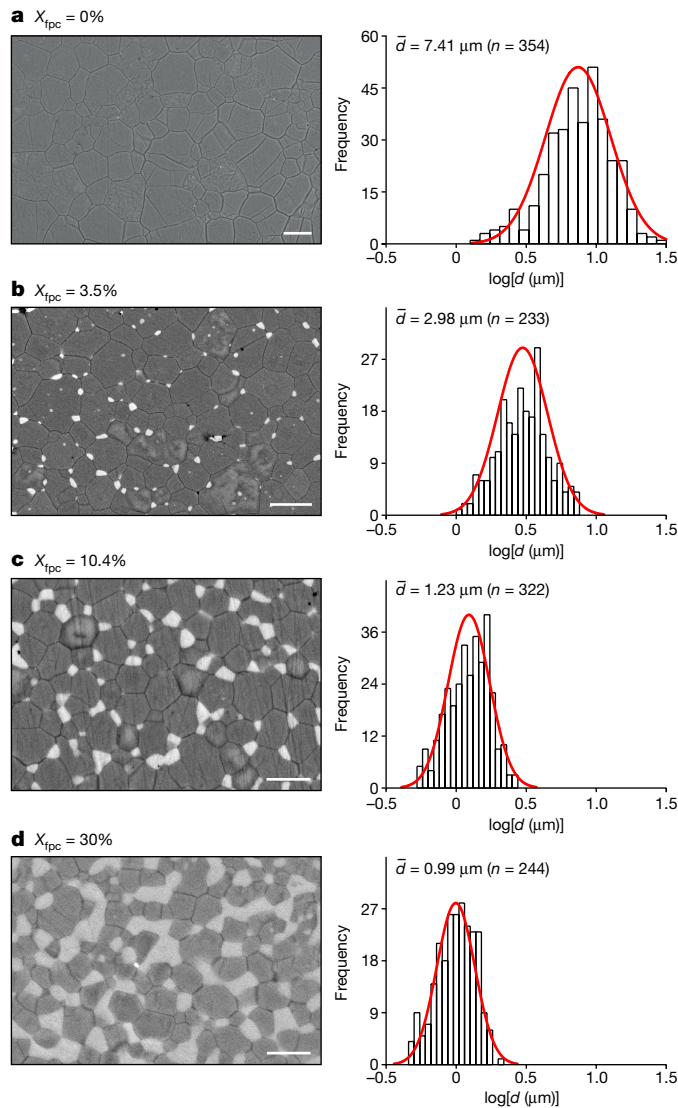 a X_fpc = 0%
d̄ = 7.41 µm (n = 354)
Frequency
60
45
30
15
0
–0.5 0 0.5 1.0 1.5
log[d (µm)]
b X_fpc = 3.5%
d̄ = 2.98 µm (n = 233)
Frequency
27
18
9
0
–0.5 0 0.5 1.0 1.5
log[d (µm)]
c X_fpc = 10.4%
d̄ = 1.23 µm (n = 322)
Frequency
36
24
12
0
–0.5 0 0.5 1.0 1.5
log[d (µm)]
d X_fpc = 30%
d̄ = 0.99 µm (n = 244)
Frequency
27
18
9
0
–0.5 0 0.5 1.0 1.5
log[d (µm)]